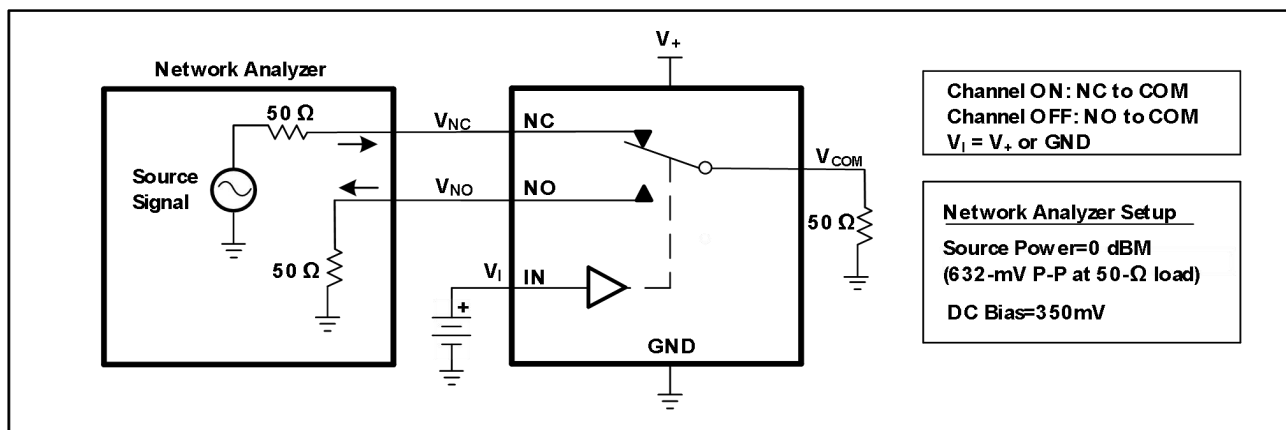 V+
Network Analyzer
50 Ω
VNC
NC
Source
Signal
VNO
NO
50 Ω
VI
IN
+
GND
VCOM
50 Ω
Channel ON: NC to COM
Channel OFF: NO to COM
VI = V+ or GND
Network Analyzer Setup
Source Power=0 dBM
(632-mV P-P at 50-Ω load)
DC Bias=350mV